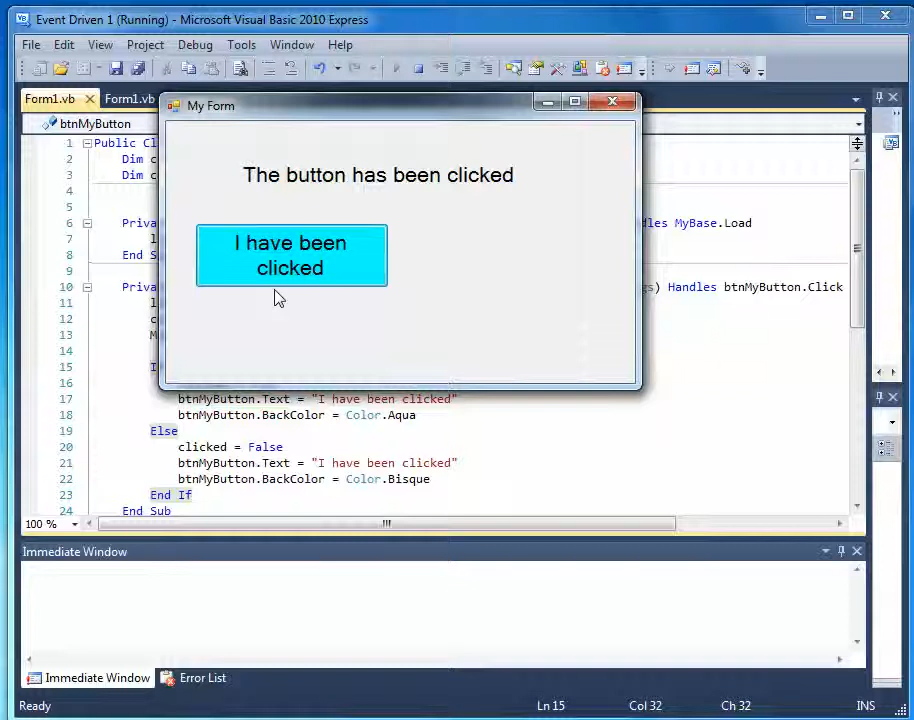 Event Driven 1 (Running) - Microsoft Visual Basic 2010 Express
File Edit View Project Debug Tools Window Help
Form1.vb Form1.vb
My Form
btnMyButton
The button has been clicked
I have been
clicked
1 Public Cl
2 Dim c
3 Dim c
4
5
6 Priva dles MyBase.Load
7 l
8 End S
9
10 Priva gs) Handles btnMyButton.Click
11 l
12 c
13 M
14
15 I
16
17 btnMyButton.Text = "I have been clicked"
18 btnMyButton.BackColor = Color.Aqua
19 Else
20 clicked = False
21 btnMyButton.Text = "I have been clicked"
22 btnMyButton.BackColor = Color.Bisque
23 End If
24 End Sub
100 %
Immediate Window
Immediate Window Error List
Ready Ln 15 Col 32 Ch 32 INS